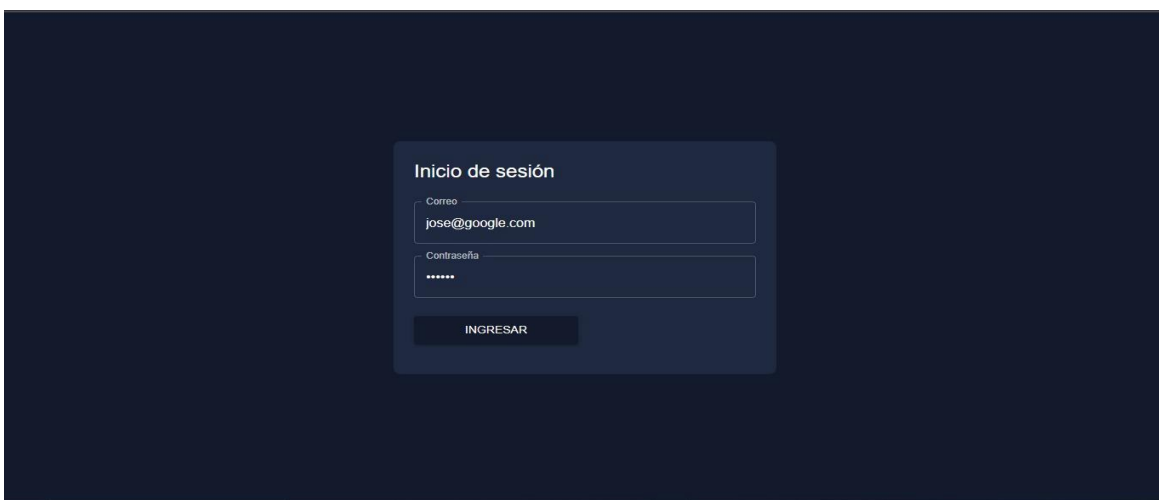 Inicio de sesión
Correo
jose@google.com
Contraseña
••••••
INGRESAR